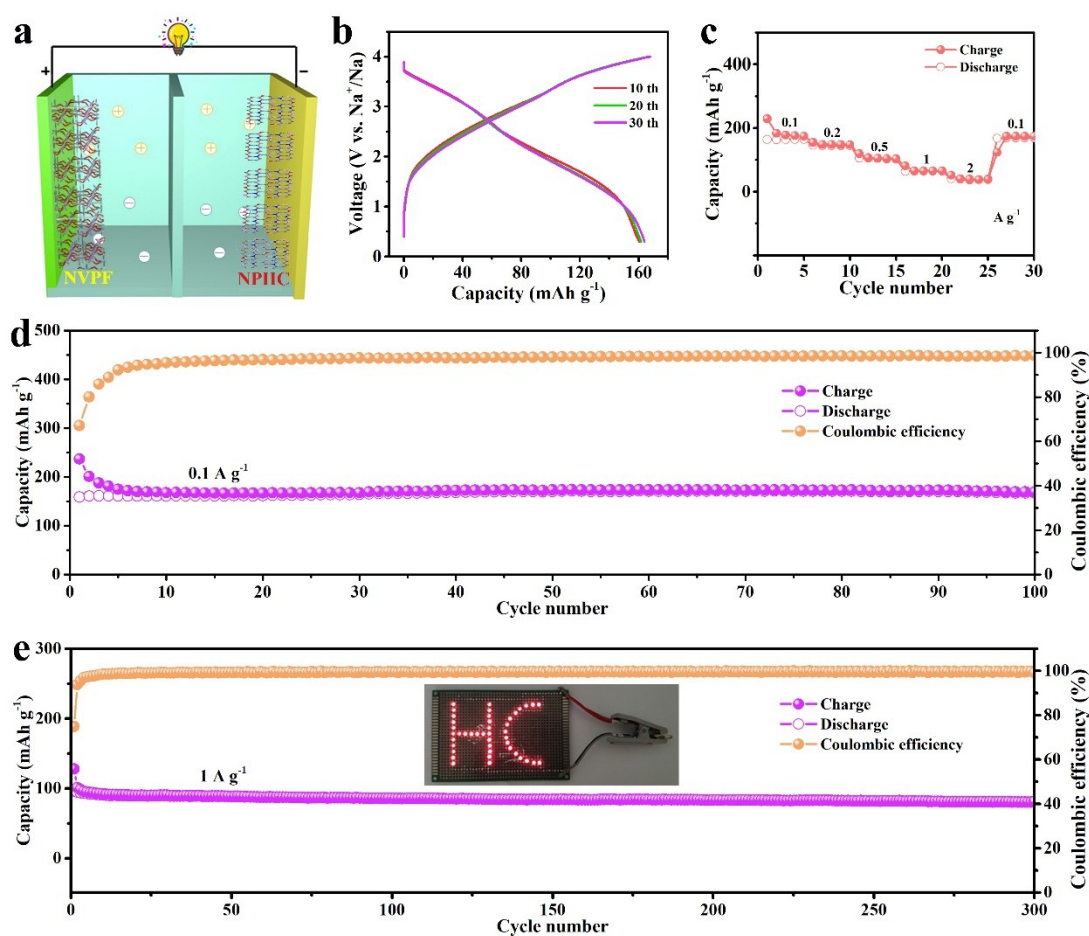 a
+
−
NVPF
NPHC
b
Voltage (V vs. Na⁺/Na)
4
3
2
1
0
10 th
20 th
30 th
0 40 80 120 160
Capacity (mAh g⁻¹)
c
Capacity (mAh g⁻¹)
400
200
0
Charge
Discharge
0.1
0.2
0.5
1
2
0.1
A g⁻¹
0 5 10 15 20 25 30
Cycle number
d
Capacity (mAh g⁻¹)
500
400
300
200
100
0
Charge
Discharge
Coulombic efficiency
0.1 A g⁻¹
100
80
60
40
20
0
Coulombic efficiency (%)
0 10 20 30 40 50 60 70 80 90 100
Cycle number
e
Capacity (mAh g⁻¹)
300
200
100
0
HC
Charge
Discharge
Coulombic efficiency
1 A g⁻¹
100
80
60
40
20
0
Coulombic efficiency (%)
0 50 100 150 200 250 300
Cycle number